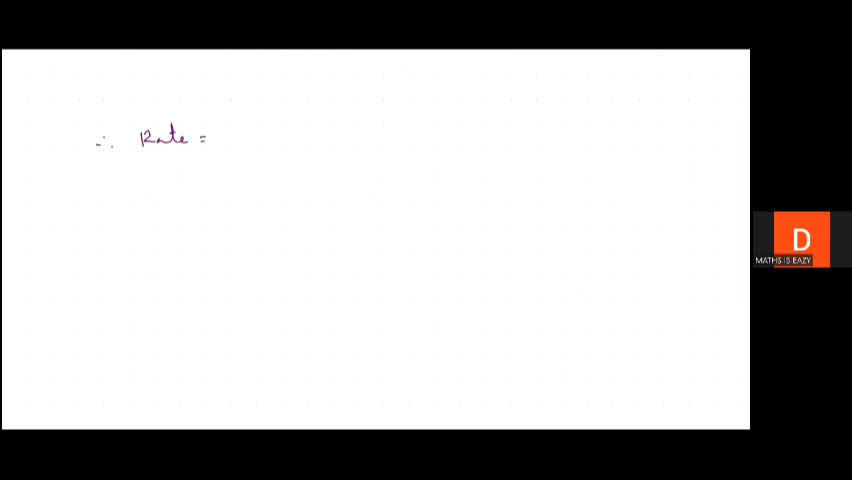 ∴ Rate =
D
MATHS IS EAZY